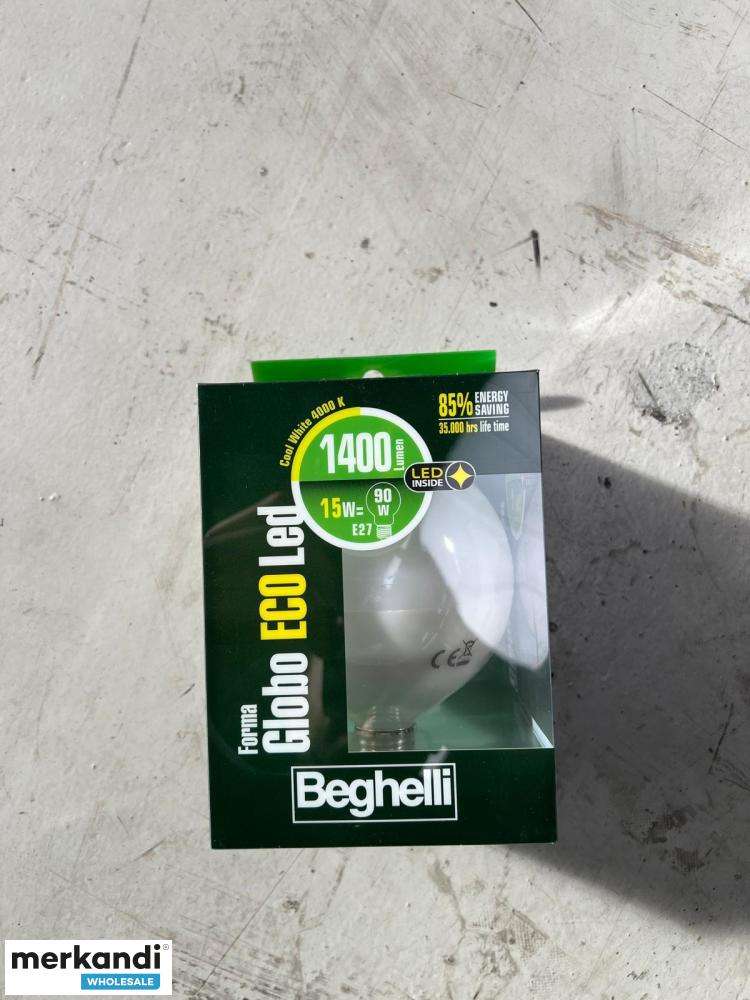 Cool White 4000 K
1400 Lumen
15W= 90 W
E27
LED
INSIDE
85% ENERGY SAVING
35.000 hrs life time
Forma
Globo ECO Led
CE
Beghelli
merkandi®
WHOLESALE